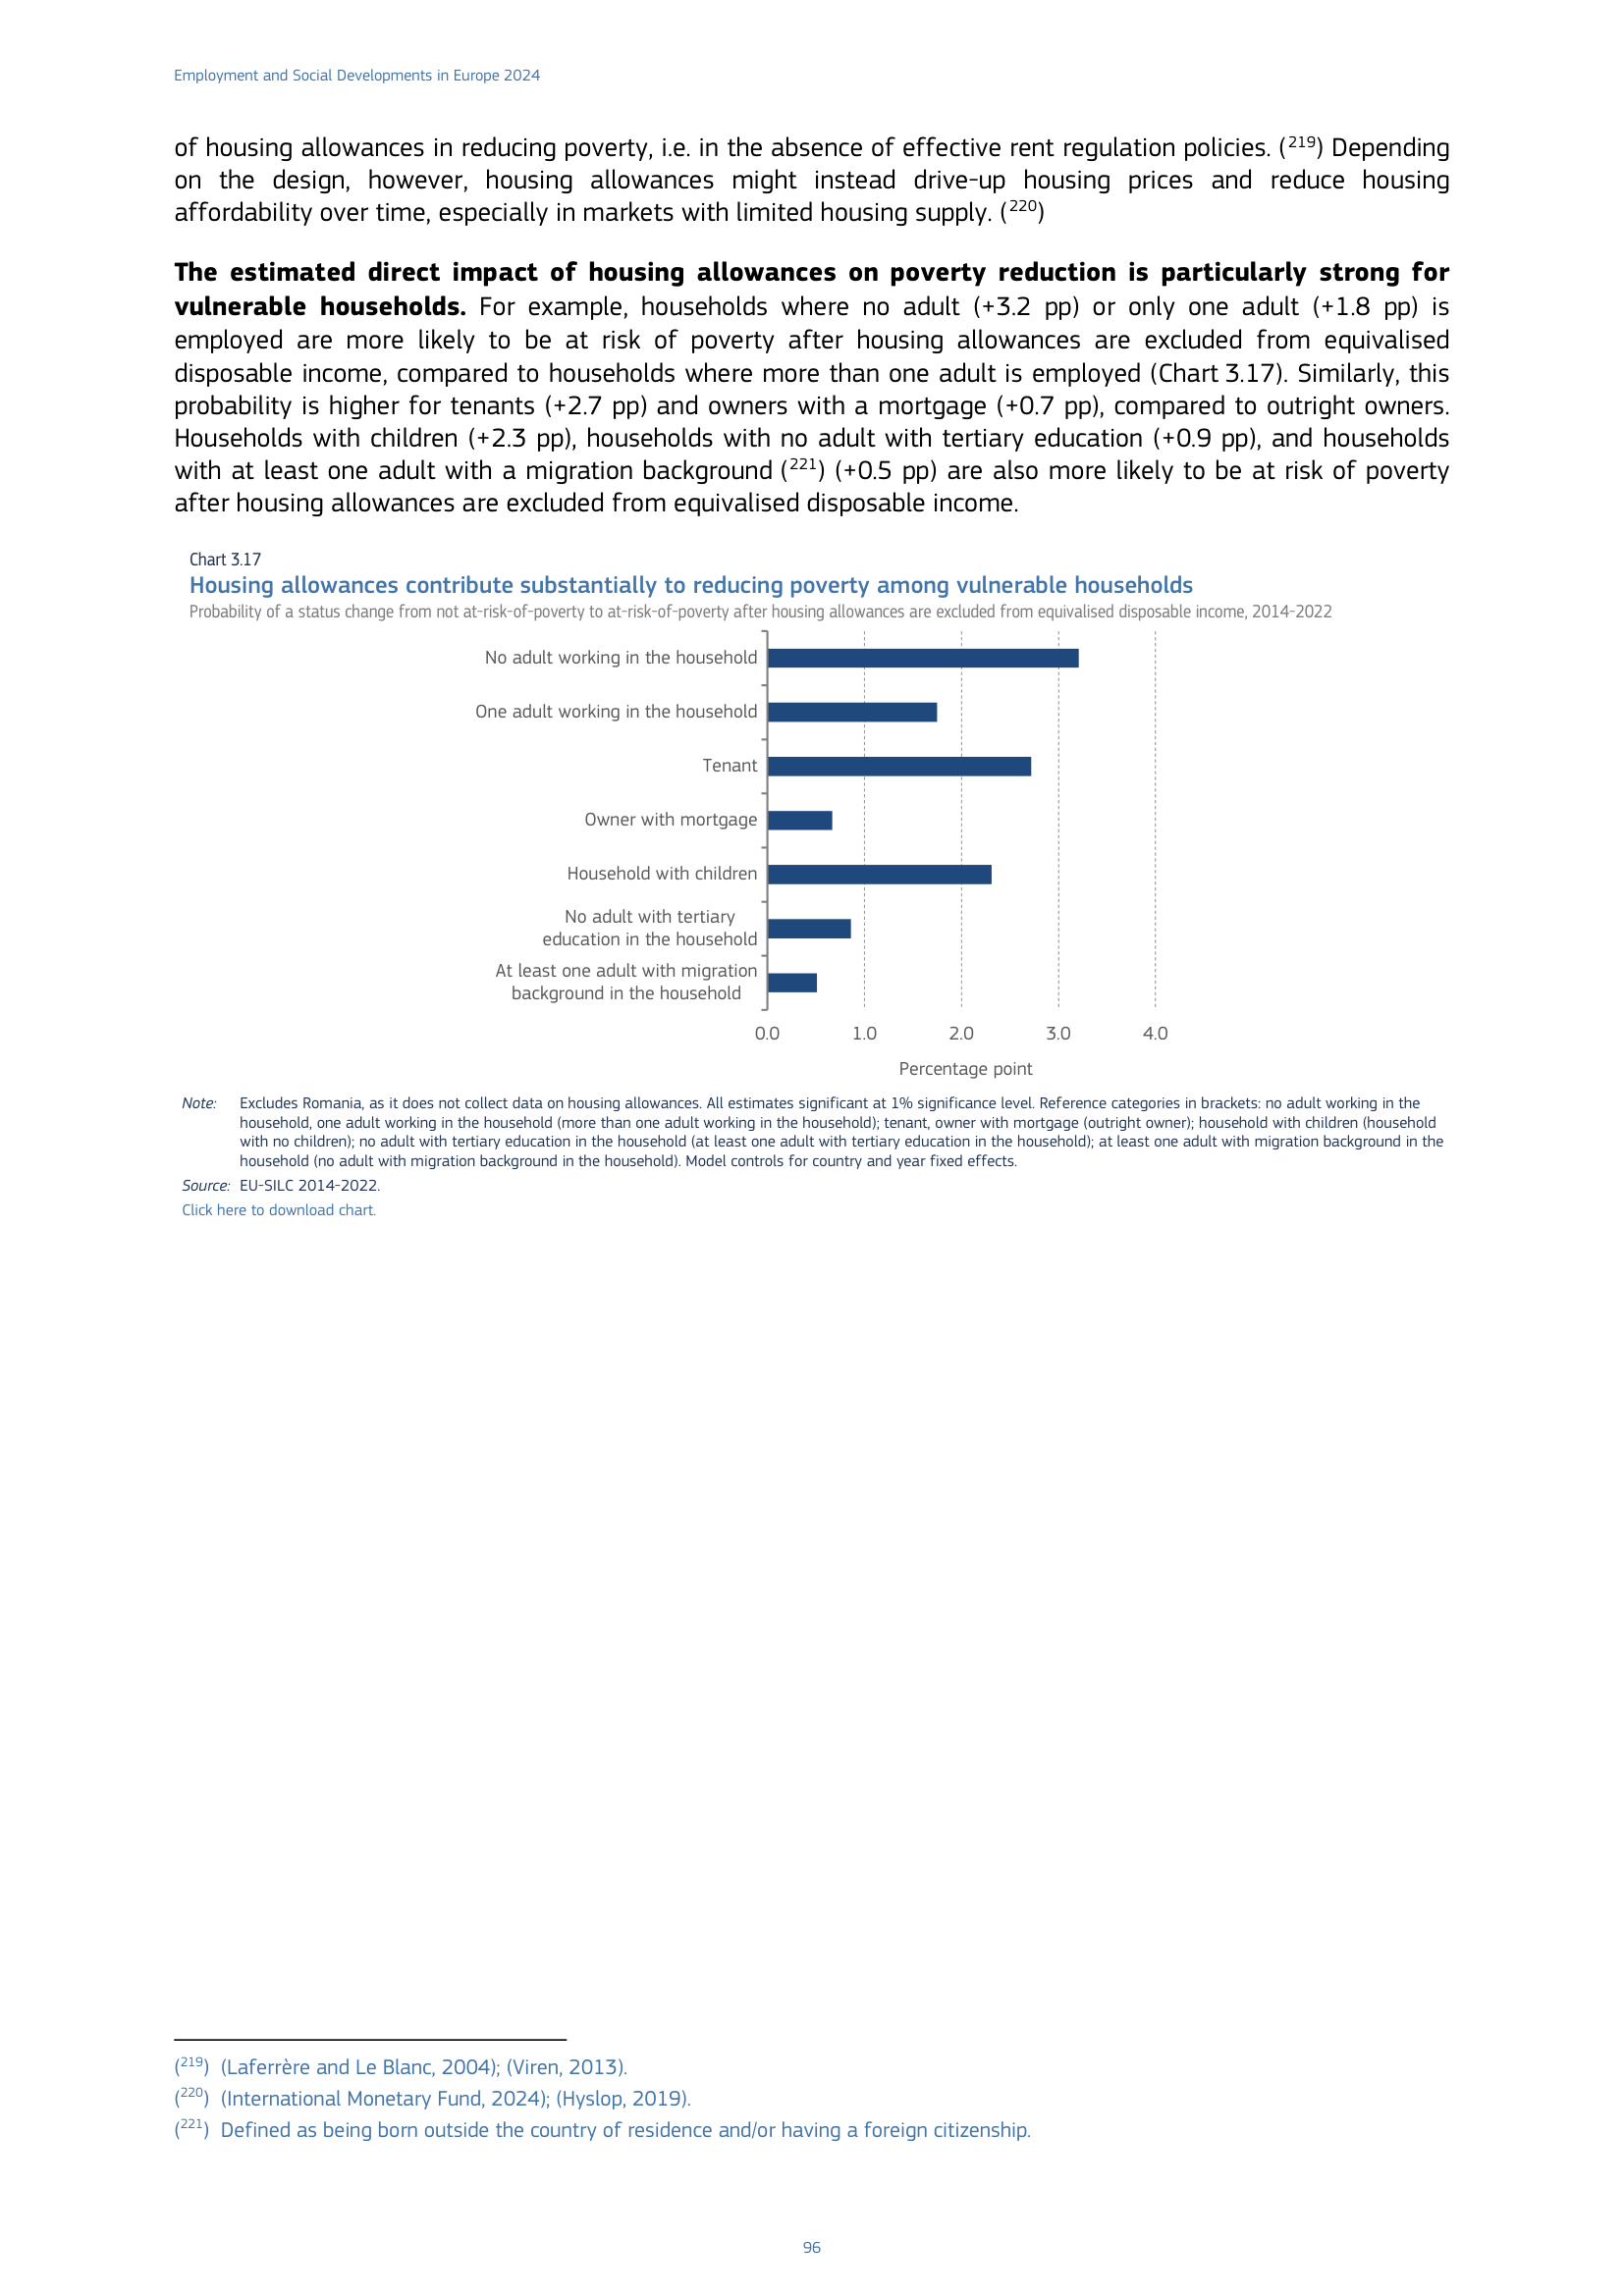 Employment and Social Developments in Europe 2024
of housing allowances in reducing poverty, i.e. in the absence of effective rent regulation policies. (219) Depending
on the design, however, housing allowances might instead drive-up housing prices and reduce housing
affordability over time, especially in markets with limited housing supply. (220)
The estimated direct impact of housing allowances on poverty reduction is particularly strong for
vulnerable households. For example, households where no adult (+3.2 pp) or only one adult (+1.8 pp) is
employed are more likely to be at risk of poverty after housing allowances are excluded from equivalised
disposable income, compared to households where more than one adult is employed (Chart 3.17). Similarly, this
probability is higher for tenants (+2.7 pp) and owners with a mortgage (+0.7 pp), compared to outright owners.
Households with children (+2.3 pp), households with no adult with tertiary education (+0.9 pp), and households
with at least one adult with a migration background (221) (+0.5 pp) are also more likely to be at risk of poverty
after housing allowances are excluded from equivalised disposable income.
Chart 3.17
Housing allowances contribute substantially to reducing poverty among vulnerable households
Probability of a status change from not at-risk-of-poverty to at-risk-of-poverty after housing allowances are excluded from equivalised disposable income, 2014-2022
No adult working in the household
One adult working in the household
Tenant
Owner with mortgage
Household with children
No adult with tertiary
education in the household
At least one adult with migration
background in the household
0.0 1.0 2.0 3.0 4.0
Percentage point
Note: Excludes Romania, as it does not collect data on housing allowances. All estimates significant at 1% significance level. Reference categories in brackets: no adult working in the
household, one adult working in the household (more than one adult working in the household); tenant, owner with mortgage (outright owner); household with children (household
with no children); no adult with tertiary education in the household (at least one adult with tertiary education in the household); at least one adult with migration background in the
household (no adult with migration background in the household). Model controls for country and year fixed effects.
Source: EU-SILC 2014-2022.
Click here to download chart.
(219) (Laferrère and Le Blanc, 2004); (Viren, 2013).
(220) (International Monetary Fund, 2024); (Hyslop, 2019).
(221) Defined as being born outside the country of residence and/or having a foreign citizenship.
96